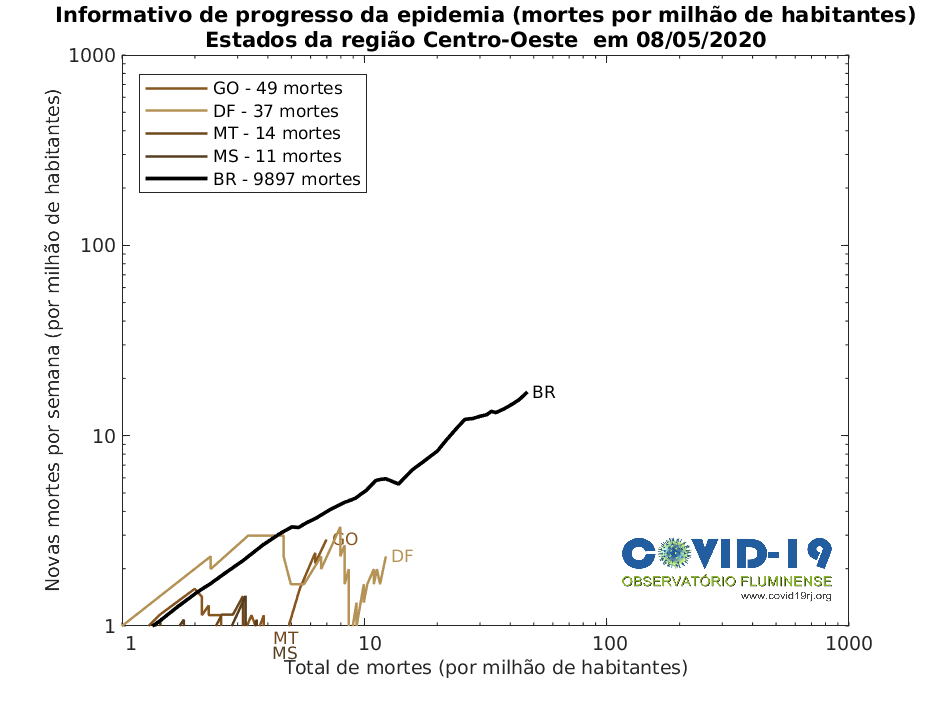 Informativo de progresso da epidemia (mortes por milhão de habitantes)
Estados da região Centro-Oeste em 08/05/2020
GO - 49 mortes
DF - 37 mortes
MT - 14 mortes
MS - 11 mortes
BR - 9897 mortes
Novas mortes por semana (por milhão de habitantes)
1000
100
10
1
BR
GO
DF
MT
MS
COVID-19
OBSERVATÓRIO FLUMINENSE
www.covid19rj.org
1 10 100 1000
Total de mortes (por milhão de habitantes)